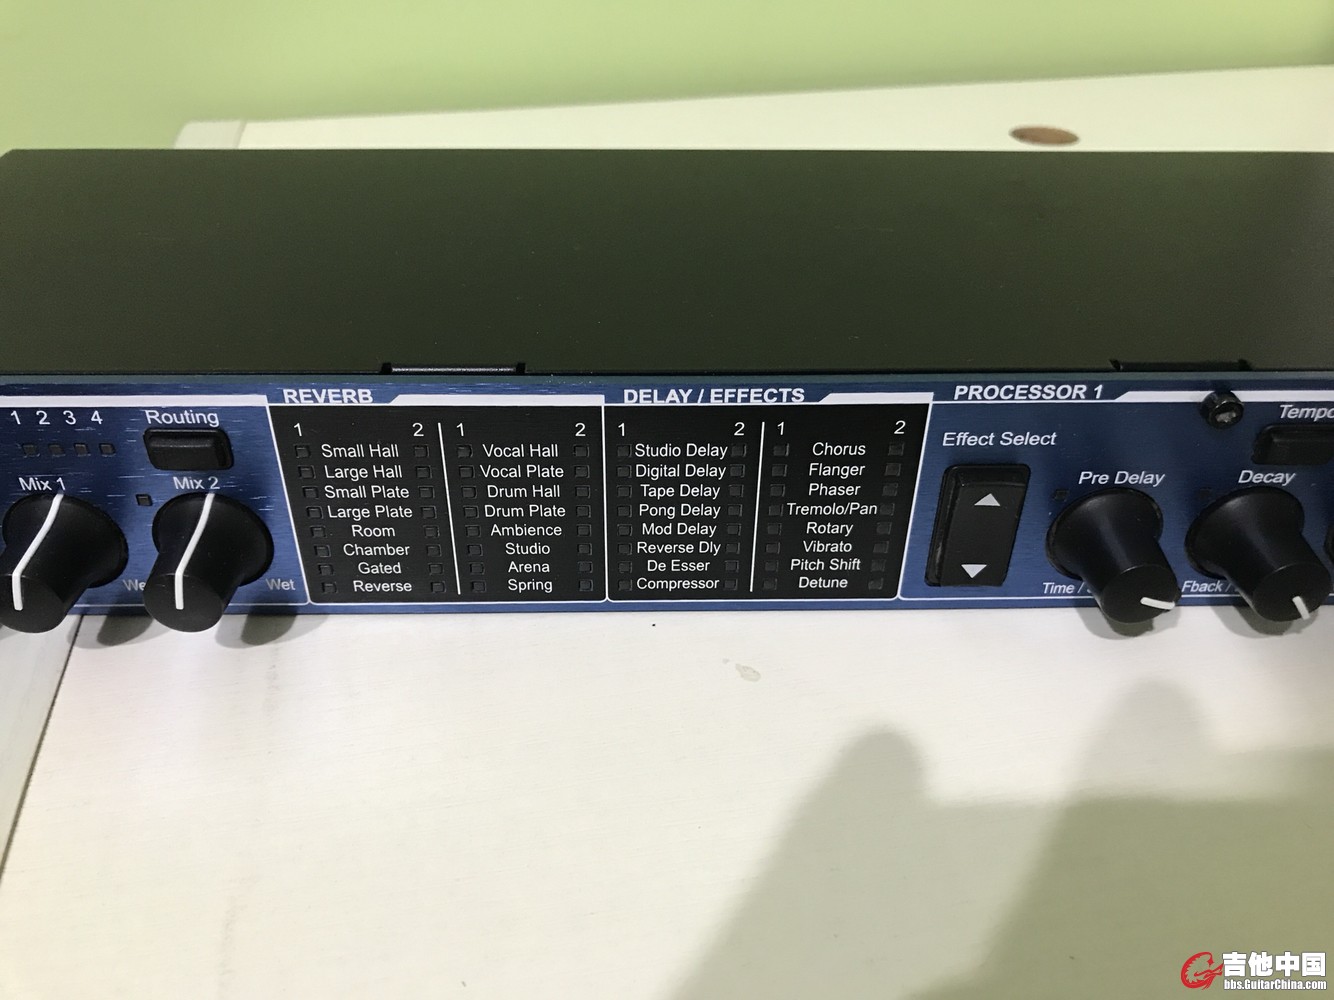 1 2 3 4
Routing
Mix 1
Mix 2
Wet
REVERB
1 2
Small Hall
Large Hall
Small Plate
Large Plate
Room
Chamber
Gated
Reverse
1 2
Vocal Hall
Vocal Plate
Drum Hall
Drum Plate
Ambience
Studio
Arena
Spring
DELAY / EFFECTS
1 2
Studio Delay
Digital Delay
Tape Delay
Pong Delay
Mod Delay
Reverse Dly
De Esser
Compressor
1 2
Chorus
Flanger
Phaser
Tremolo/Pan
Rotary
Vibrato
Pitch Shift
Detune
PROCESSOR 1
Effect Select
Pre Delay
Time /
Tempo
Decay
Fback /
吉他中国
bbs.GuitarChina.com